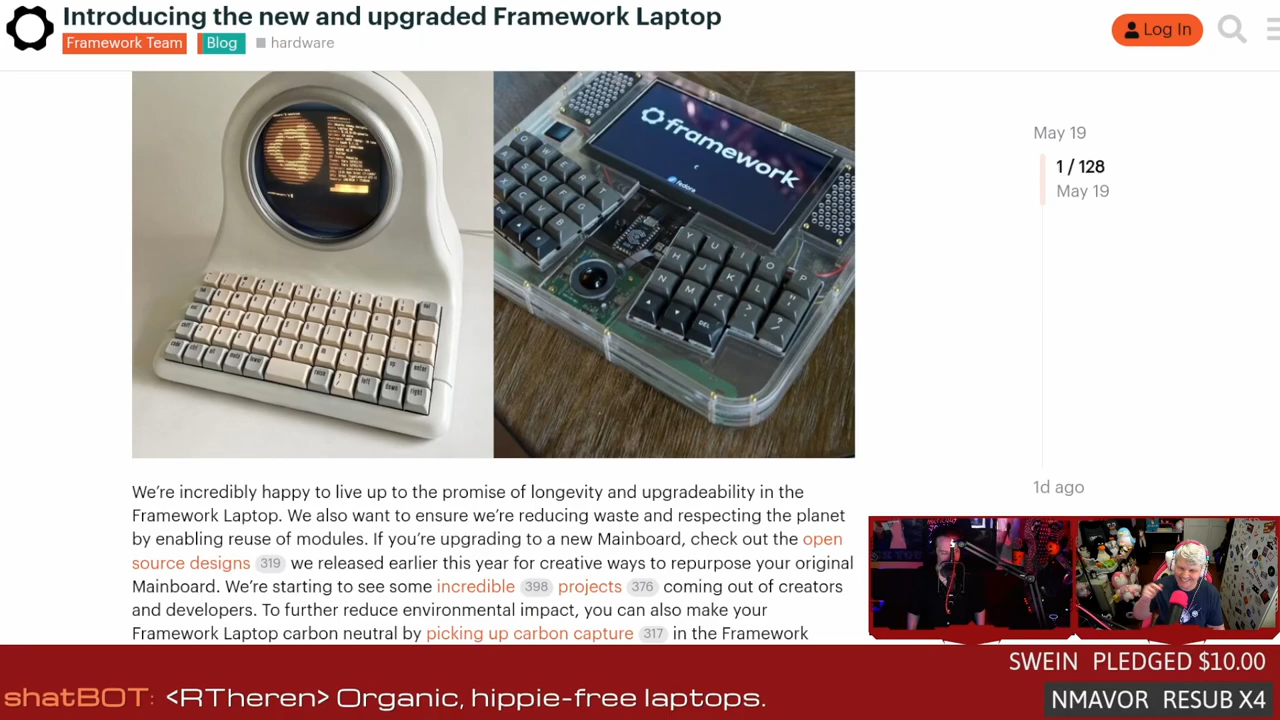 Introducing the new and upgraded Framework Laptop
Framework Team
Blog
hardware
Log In
framework
fedora
May 19
1 / 128
May 19
1d ago
We’re incredibly happy to live up to the promise of longevity and upgradeability in the
Framework Laptop. We also want to ensure we’re reducing waste and respecting the planet
by enabling reuse of modules. If you’re upgrading to a new Mainboard, check out the open
source designs 319 we released earlier this year for creative ways to repurpose your original
Mainboard. We’re starting to see some incredible 398 projects 376 coming out of creators
and developers. To further reduce environmental impact, you can also make your
Framework Laptop carbon neutral by picking up carbon capture 317 in the Framework
SWEIN PLEDGED $10.00
shatBOT: <RTheren> Organic, hippie-free laptops.
NMAVOR RESUB X4